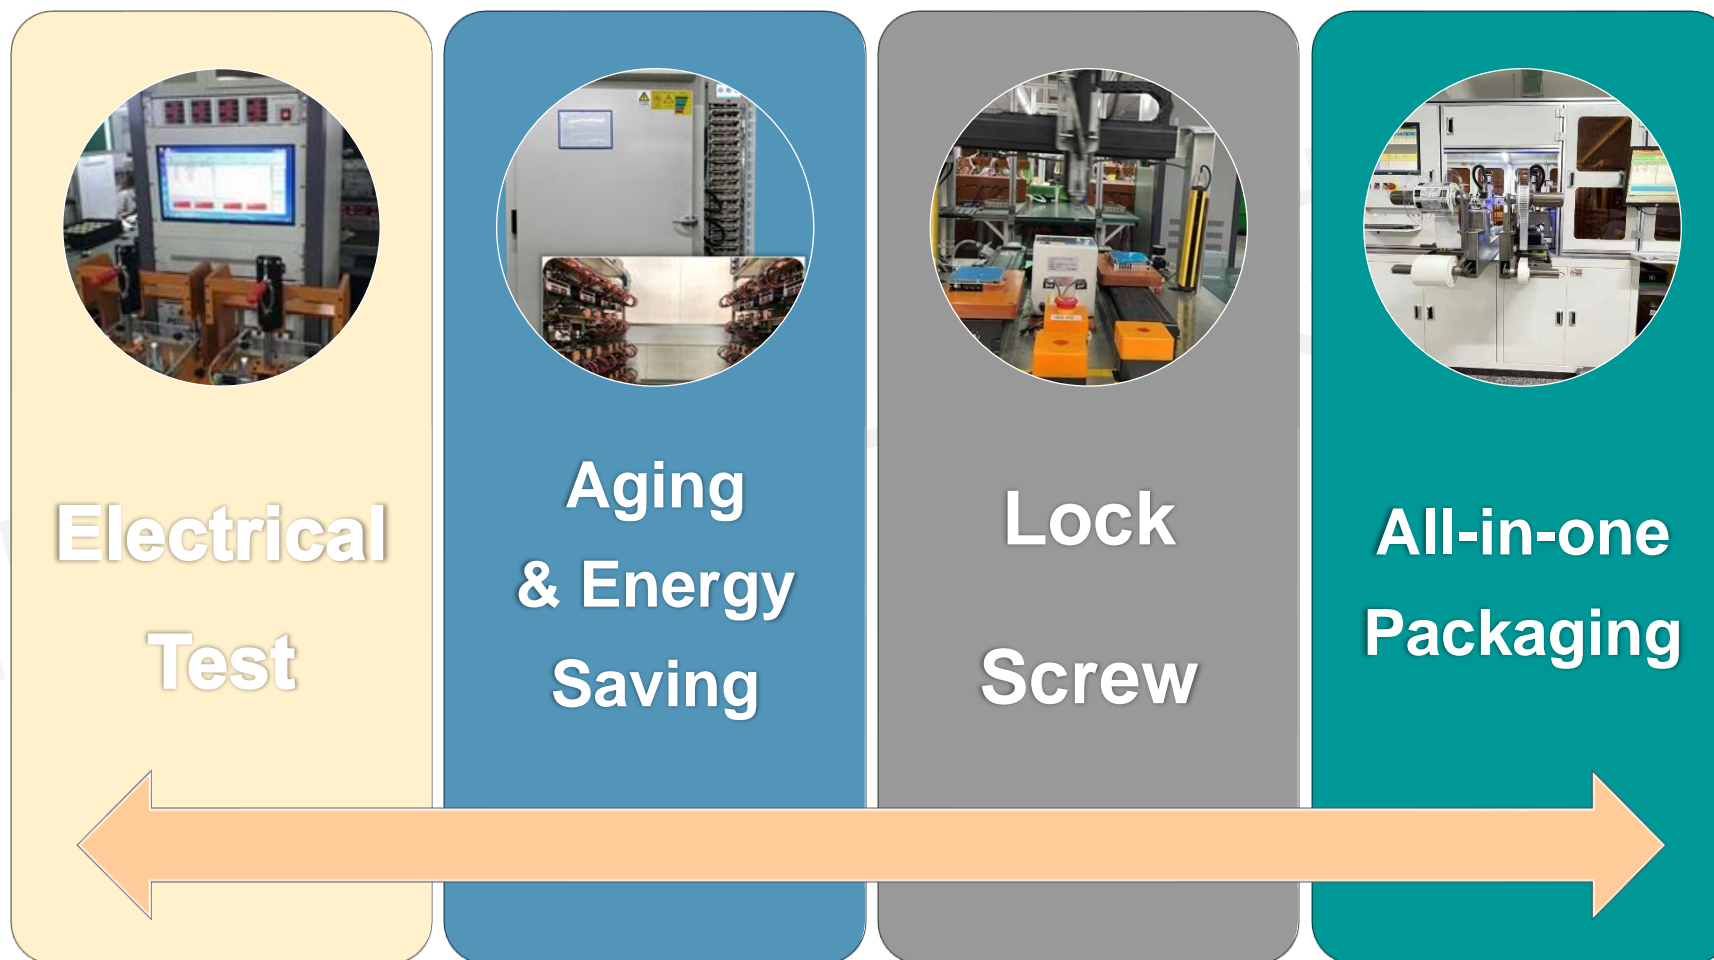 Electrical
Test
Aging
& Energy
Saving
Lock
Screw
All-in-one
Packaging